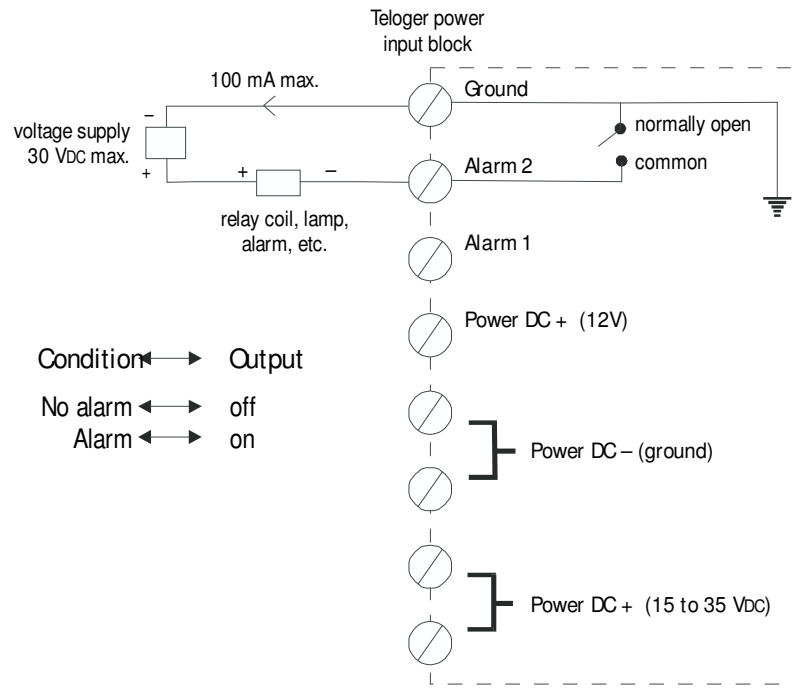 Teloger power
input block
100 mA max.
Ground
–
voltage supply
30 VDC max.
+
+
–
normally open
Alarm 2
common
relay coil, lamp,
alarm, etc.
Alarm 1
Power DC + (12V)
Condition Output
No alarm off
Alarm on
Power DC – (ground)
Power DC + (15 to 35 VDC)